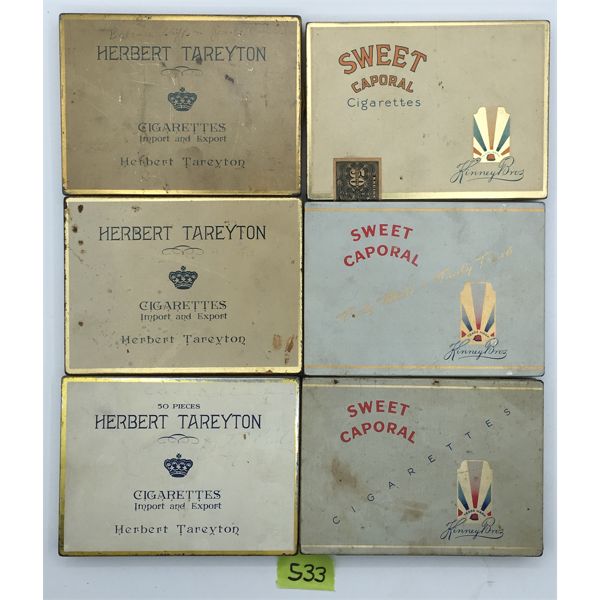 HERBERT TAREYTON
CIGARETTES
Import and Export
Herbert Tareyton
SWEET
CAPORAL
Cigarettes
Kinney Bros
HERBERT TAREYTON
CIGARETTES
Import and Export
Herbert Tareyton
SWEET
CAPORAL
Kinney Bros
50 PIECES
HERBERT TAREYTON
CIGARETTES
Import and Export
Herbert Tareyton
SWEET
CAPORAL
CIGARETTES
Kinney Bros
533